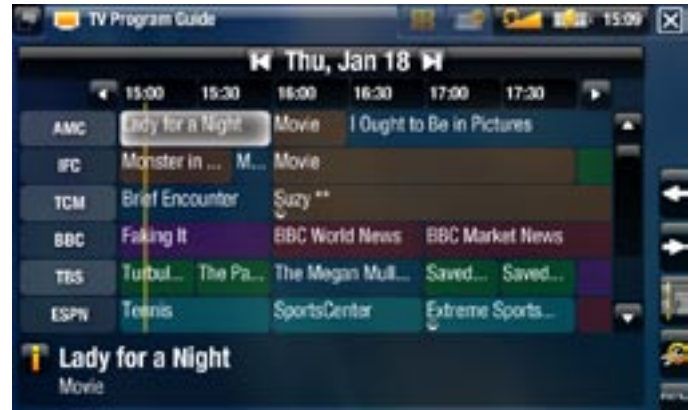 TV Program Guide 15:09
Thu, Jan 18
15:00 15:30 16:00 16:30 17:00 17:30
AMC Lady for a Night Movie I Ought to Be in Pictures
IFC Monster in ... M... Movie
TCM Brief Encounter Suzy **
BBC Faking It BBC World News BBC Market News
TBS Turbul... The Pa... The Megan Mull... Saved... Saved...
ESPN Tennis SportsCenter Extreme Sports...
Lady for a Night
Movie